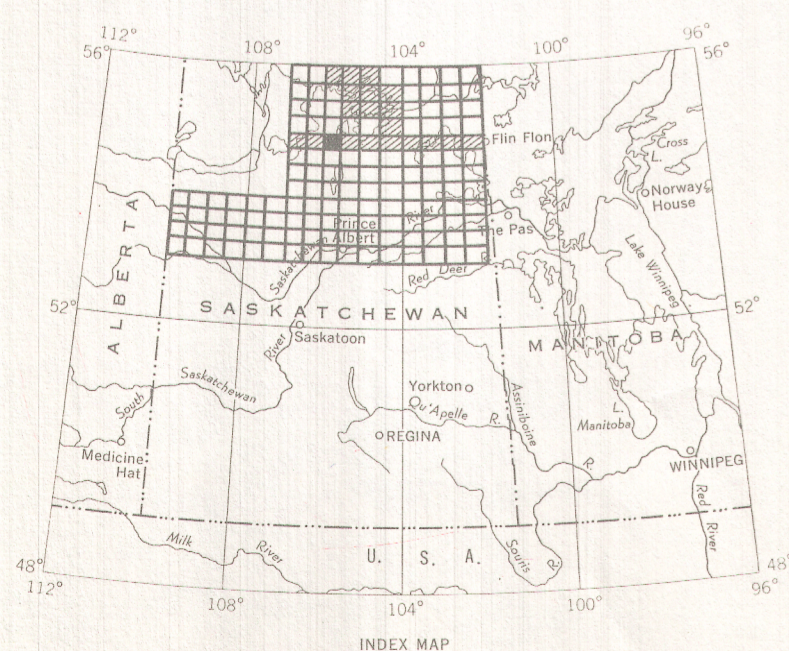 112°
108°
104°
100°
96°
56°
56°
Flin Flon
Cross
L.
Norway
House
Prince
Albert
River
The Pas
Saskatchewan
Red Deer
Lake Winnipeg
ALBERTA
52°
SASKATCHEWAN
52°
MANITOBA
River
Saskatoon
Saskatchewan
South
Yorkton
Qu'Apelle
R.
Assiniboine
L.
Manitoba
REGINA
Medicine
Hat
R.
WINNIPEG
Red
River
Milk
River
U. S. A.
Souris
R.
48°
112°
108°
104°
100°
48°
96°
INDEX MAP